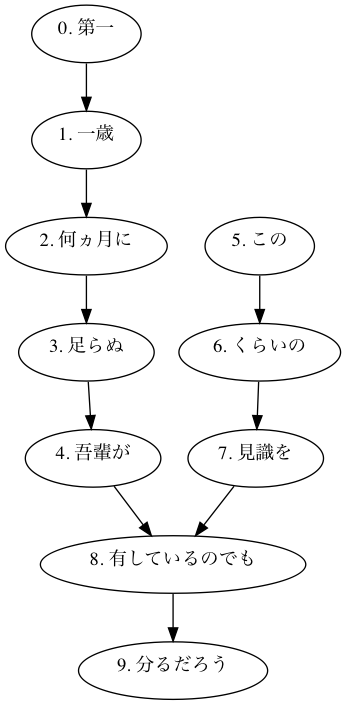 0. 第一
1. 一歳
2. 何ヵ月に
5. この
3. 足らぬ
6. くらいの
4. 吾輩が
7. 見識を
8. 有しているのでも
9. 分るだろう